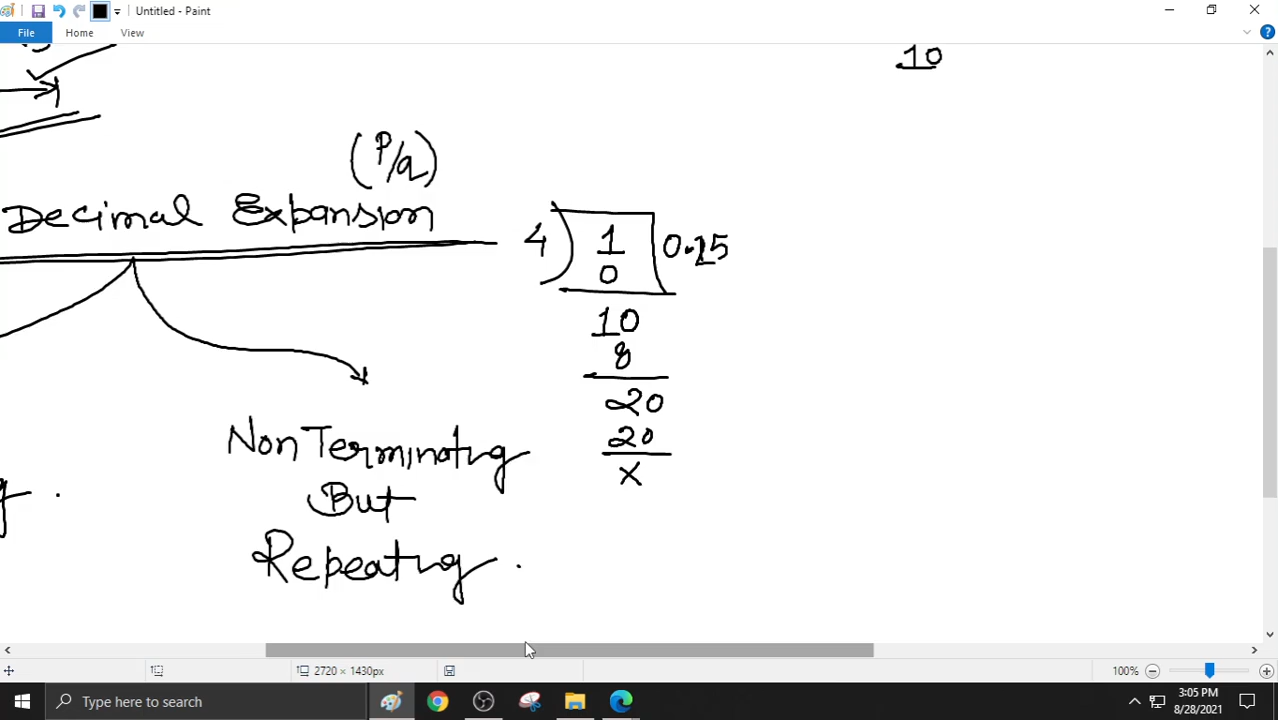 Untitled - Paint
File Home View
10
(P/q)
Decimal Expansion
4 1 0.25
0
10
8
20
20
x
Non Terminating
But
Repeating .
2720 × 1430px
100%
Type here to search
3:05 PM
8/28/2021